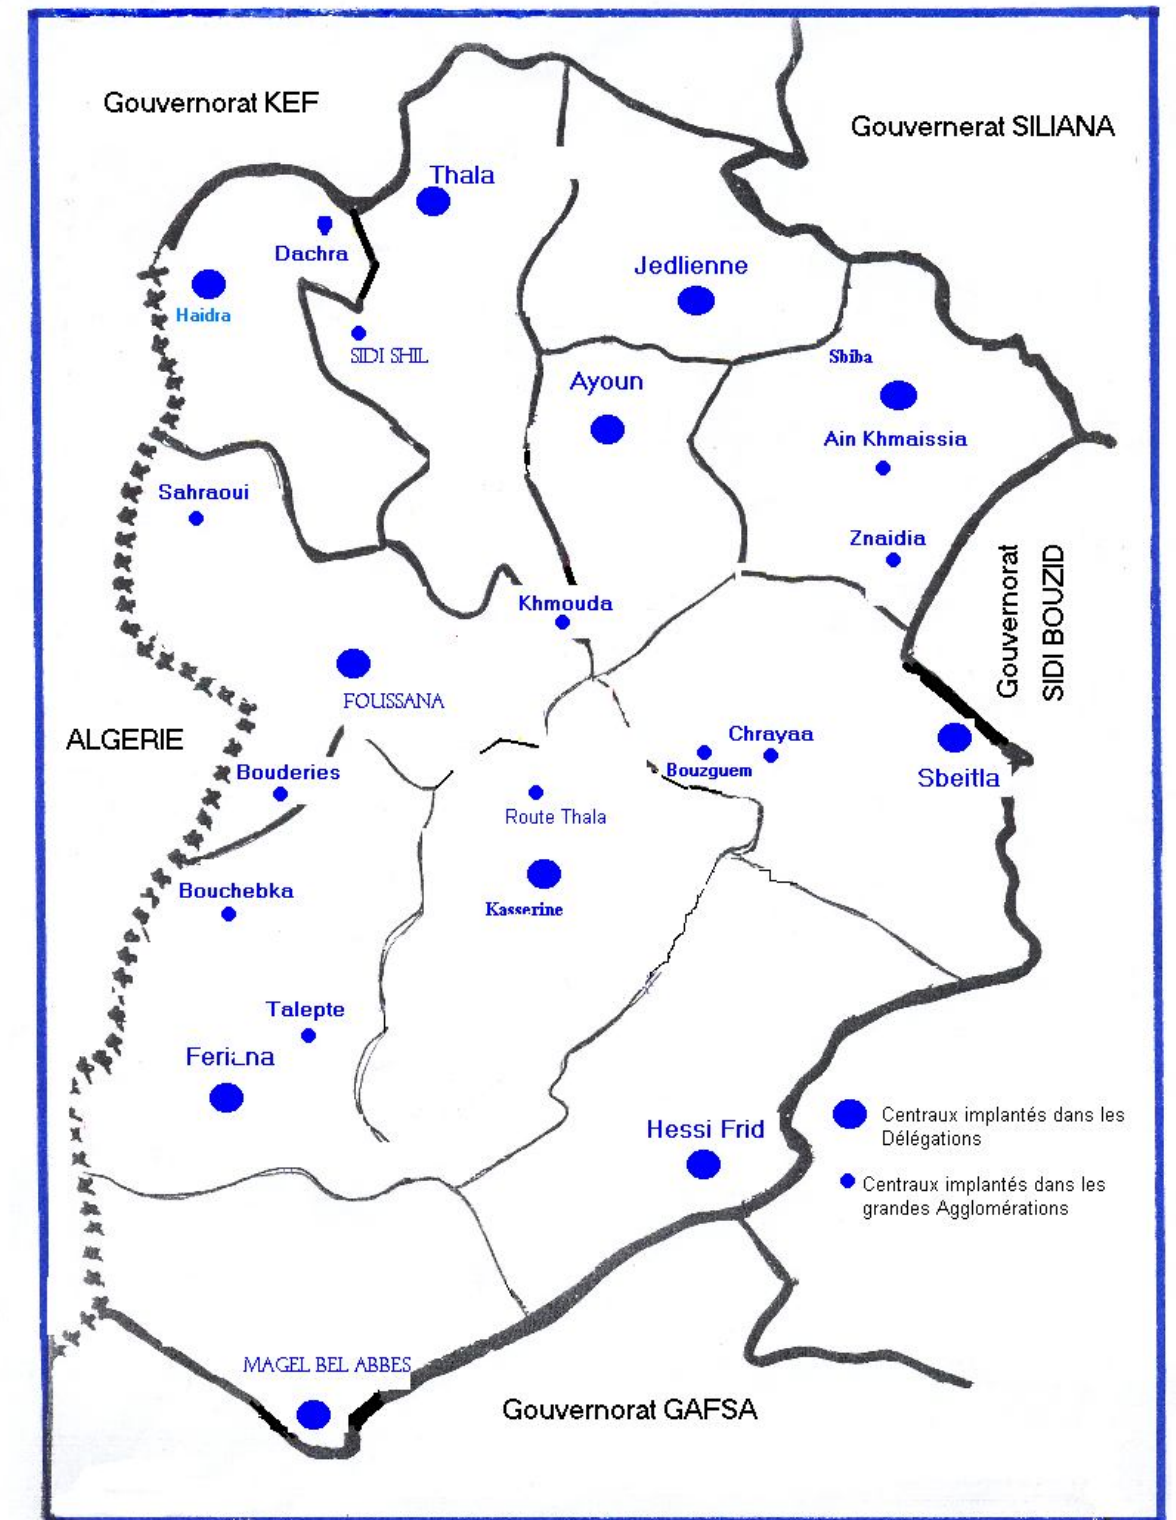 Gouvernorat KEF
Gouvernerat SILIANA
Thala
Dachra
Jedlienne
Haidra
SIDI SHIL
Sbiba
Ayoun
Ain Khmaissia
Sahraoui
Znaidia
Gouvernorat
SIDI BOUZID
Khmouda
FOUSSANA
ALGERIE
Chrayaa
Bouderies
Bouzguem
Sbeitla
Route Thala
Bouchebka
Kasserine
Talepte
Feriana
Hessi Frid
Centraux implantés dans les
Délégations
Centraux implantés dans les
grandes Agglomérations
MAGEL BEL ABBES
Gouvernorat GAFSA